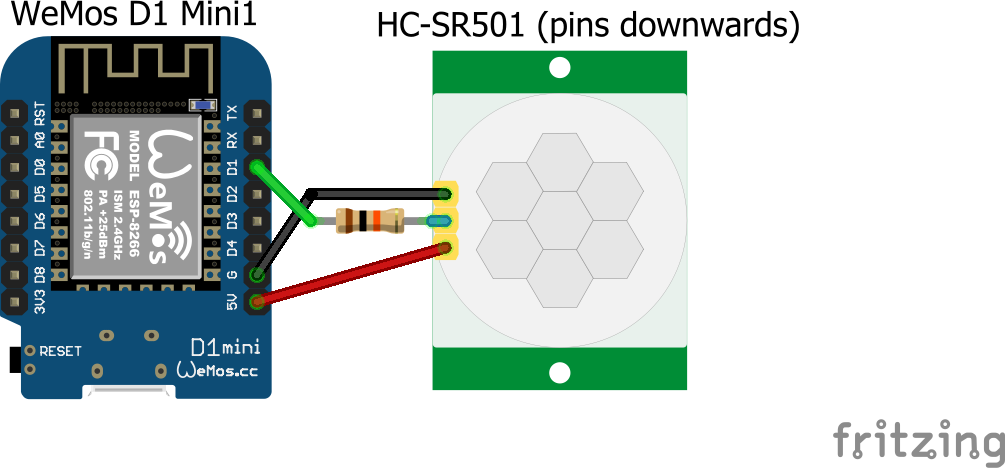 WeMos D1 Mini1
HC-SR501 (pins downwards)
RST
A0
D0
D5
D6
D7
D8
3V3
TX
RX
D1
D2
D3
D4
G
5V
WeMos
MODEL ESP-8266
ISM 2.4GHz
PA +25dBm
802.11b/g/n
FC
RESET
D1mini
WeMos.cc
fritzing